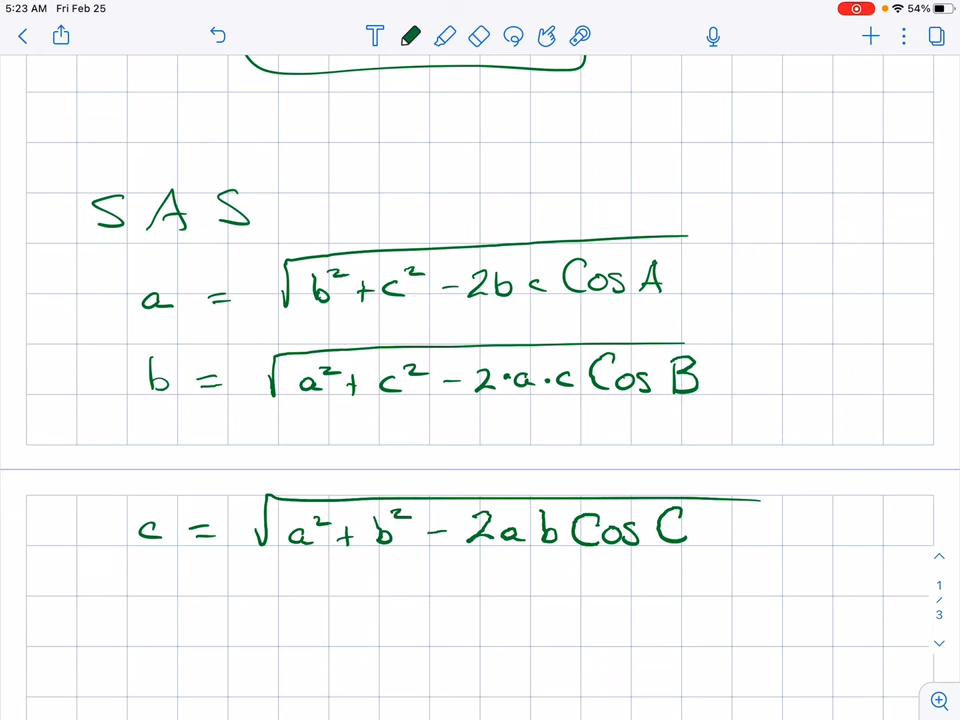 5:23 AM Fri Feb 25 54%
T
S A S
a = √b²+c² - 2bc Cos A
b = √a²+ c² - 2·a·c Cos B
c = √a²+ b² - 2ab Cos C
1
/
3